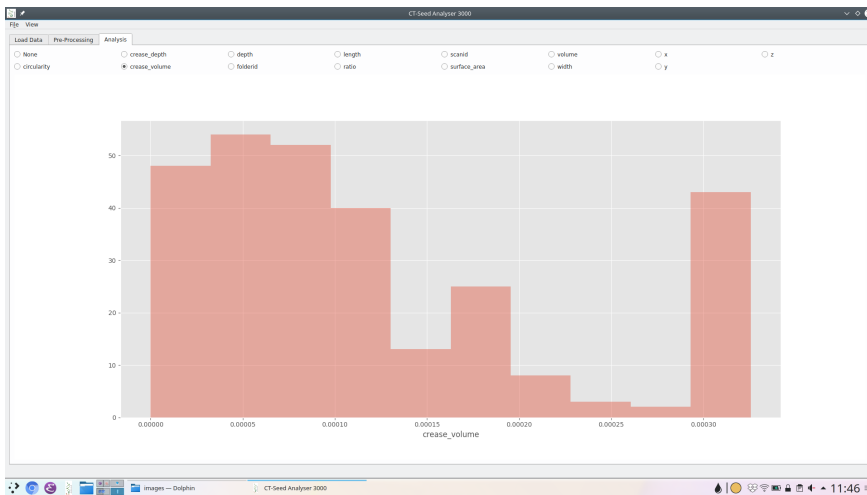 CT-Seed Analyser 3000
File View
Load Data Pre-Processing Analysis
None crease_depth depth length scanid volume x z
circularity crease_volume folderid ratio surface_area width y
50
40
30
20
10
0
0.00000 0.00005 0.00010 0.00015 0.00020 0.00025 0.00030
crease_volume
images — Dolphin CT-Seed Analyser 3000 11:46